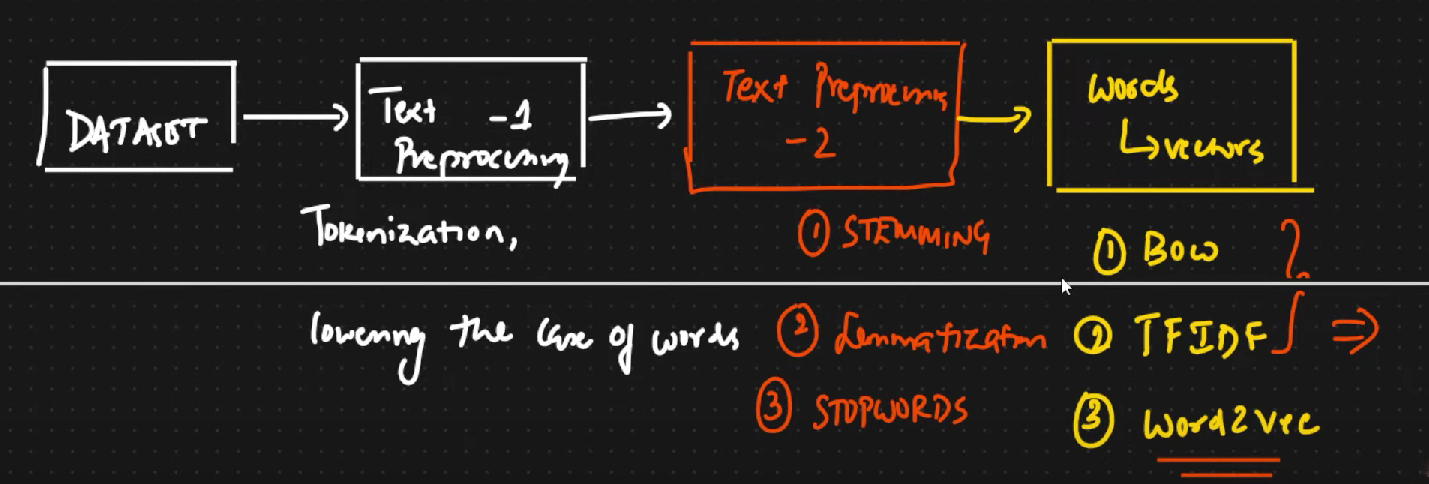 DATASET
Text -1
Preprocessing
Text Preprocessing
-2
Words
↳ vectors
Tokenization,
lowering the case of words
① STEMMING
② Lemmatization
③ STOPWORDS
① BOW
② TFIDF ⇒
③ Word2Vec